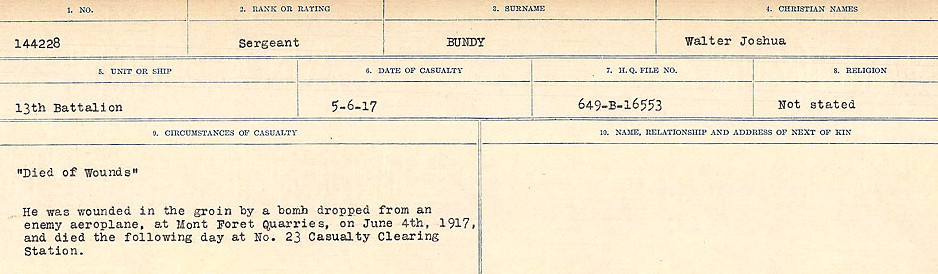 1. NO. 2. RANK OR RATING 3. SURNAME 4. CHRISTIAN NAMES
144228 Sergeant BUNDY Walter Joshua
5. UNIT OR SHIP 6. DATE OF CASUALTY 7. H.Q. FILE NO. 8. RELIGION
13th Battalion 5-6-17 649-B-16553 Not stated
9. CIRCUMSTANCES OF CASUALTY 10. NAME, RELATIONSHIP AND ADDRESS OF NEXT OF KIN
"Died of Wounds"
He was wounded in the groin by a bomb dropped from an
enemy aeroplane, at Mont Foret Quarries, on June 4th, 1917,
and died the following day at No. 23 Casualty Clearing
Station.